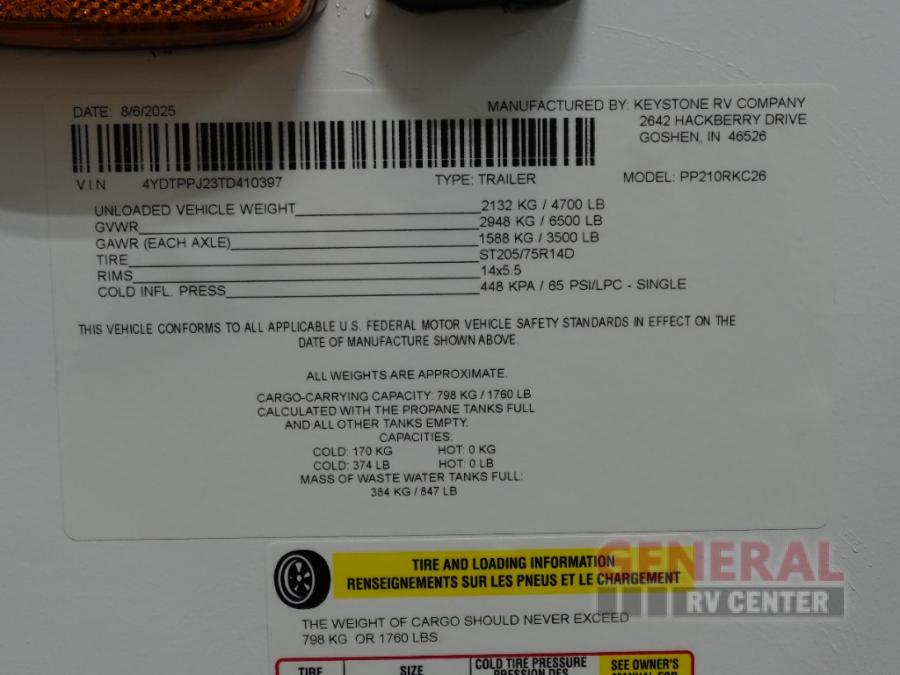 DATE: 8/6/2025
MANUFACTURED BY: KEYSTONE RV COMPANY
2642 HACKBERRY DRIVE
GOSHEN, IN 46526
V.I.N 4YDTPPJ23TD410397 TYPE: TRAILER MODEL: PP210RKC26
UNLOADED VEHICLE WEIGHT 2132 KG / 4700 LB
GVWR 2948 KG / 6500 LB
GAWR (EACH AXLE) 1588 KG / 3500 LB
TIRE ST205/75R14D
RIMS 14x5.5
COLD INFL. PRESS 448 KPA / 65 PSI/LPC - SINGLE
THIS VEHICLE CONFORMS TO ALL APPLICABLE U.S. FEDERAL MOTOR VEHICLE SAFETY STANDARDS IN EFFECT ON THE
DATE OF MANUFACTURE SHOWN ABOVE.
ALL WEIGHTS ARE APPROXIMATE.
CARGO-CARRYING CAPACITY: 798 KG / 1760 LB
CALCULATED WITH THE PROPANE TANKS FULL
AND ALL OTHER TANKS EMPTY.
CAPACITIES:
COLD: 170 KG HOT: 0 KG
COLD: 374 LB HOT: 0 LB
MASS OF WASTE WATER TANKS FULL:
384 KG / 847 LB
TIRE AND LOADING INFORMATION
RENSEIGNEMENTS SUR LES PNEUS ET LE CHARGEMENT
GENERAL
RV CENTER
THE WEIGHT OF CARGO SHOULD NEVER EXCEED
798 KG OR 1760 LBS.
TIRE SIZE COLD TIRE PRESSURE SEE OWNER'S
PRESSION DES MANUAL FOR